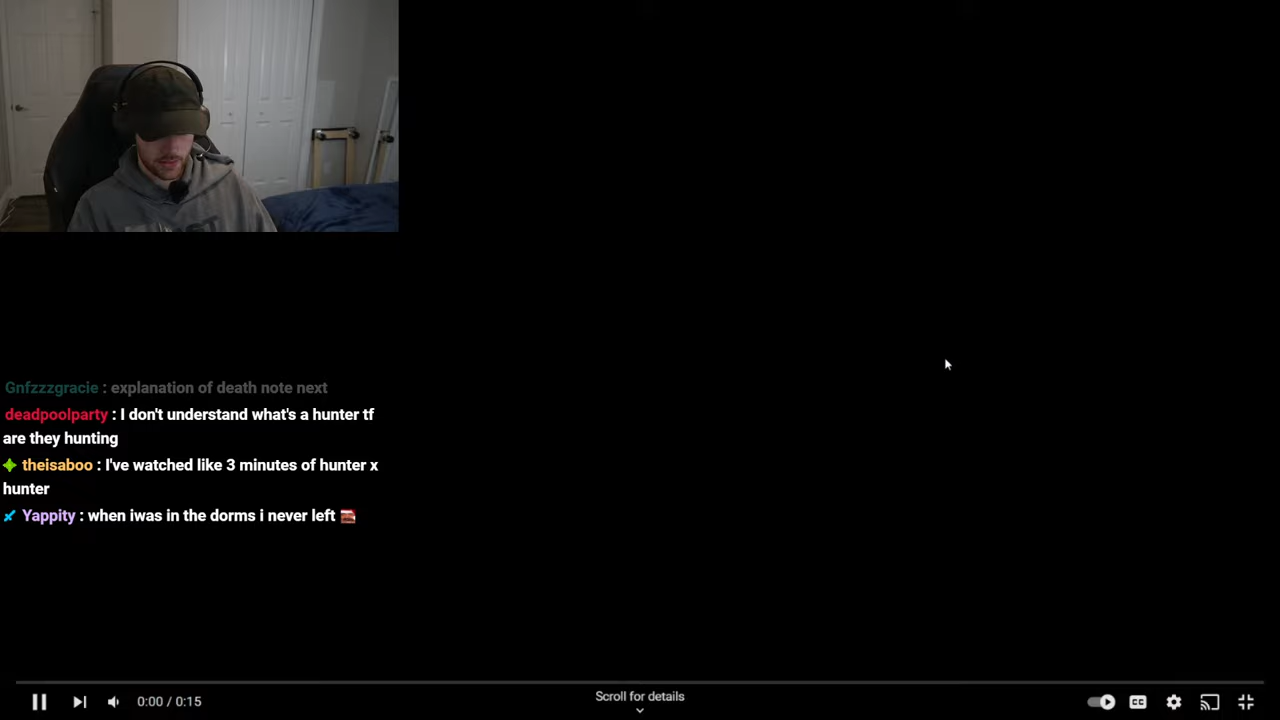 Gnfzzzgracie : explanation of death note next
deadpoolparty : I don't understand what's a hunter tf
are they hunting
theisaboo : I've watched like 3 minutes of hunter x
hunter
Yappity : when iwas in the dorms i never left
0:00 / 0:15
Scroll for details
CC